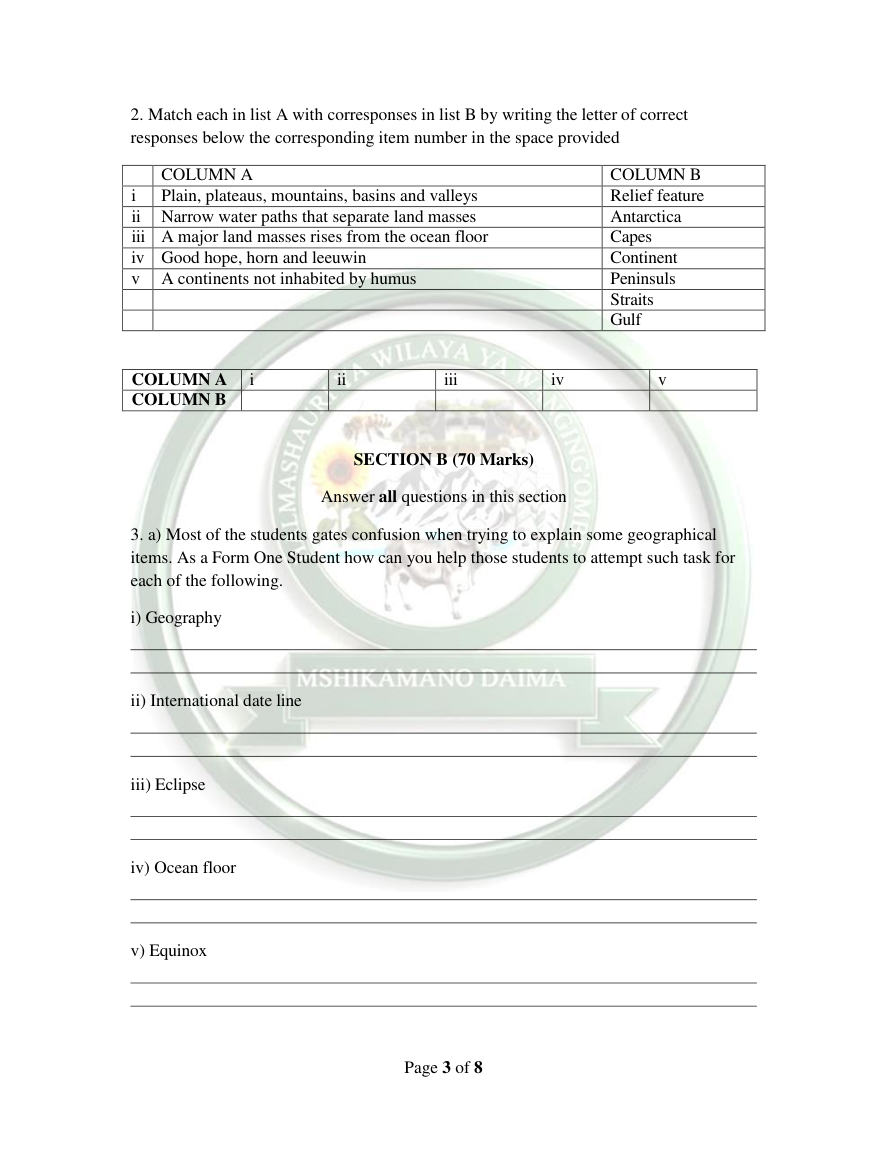 2. Match each in list A with corresponses in list B by writing the letter of correct
responses below the corresponding item number in the space provided
COLUMN A COLUMN B
i Plain, plateaus, mountains, basins and valleys Relief feature
ii Narrow water paths that separate land masses Antarctica
iii A major land masses rises from the ocean floor Capes
iv Good hope, horn and leeuwin Continent
v A continents not inhabited by humus Peninsuls
Straits
Gulf
COLUMN A i ii iii iv v
COLUMN B
SECTION B (70 Marks)
Answer all questions in this section
3. a) Most of the students gates confusion when trying to explain some geographical
items. As a Form One Student how can you help those students to attempt such task for
each of the following.
i) Geography
MSHIKAMANO DAIMA
ii) International date line
iii) Eclipse
iv) Ocean floor
v) Equinox
Page 3 of 8